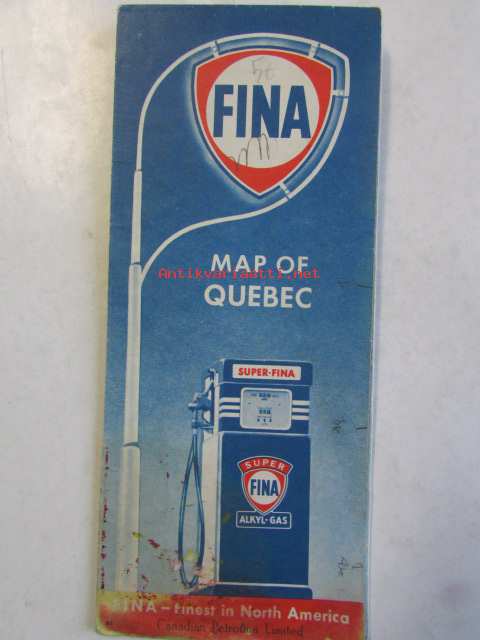 FINA
MAP OF
Antikvariaatti.net
QUEBEC
SUPER-FINA
SUPER
FINA
ALKYL-GAS
FINA – Finest in North America
Canadian Petrofina Limited